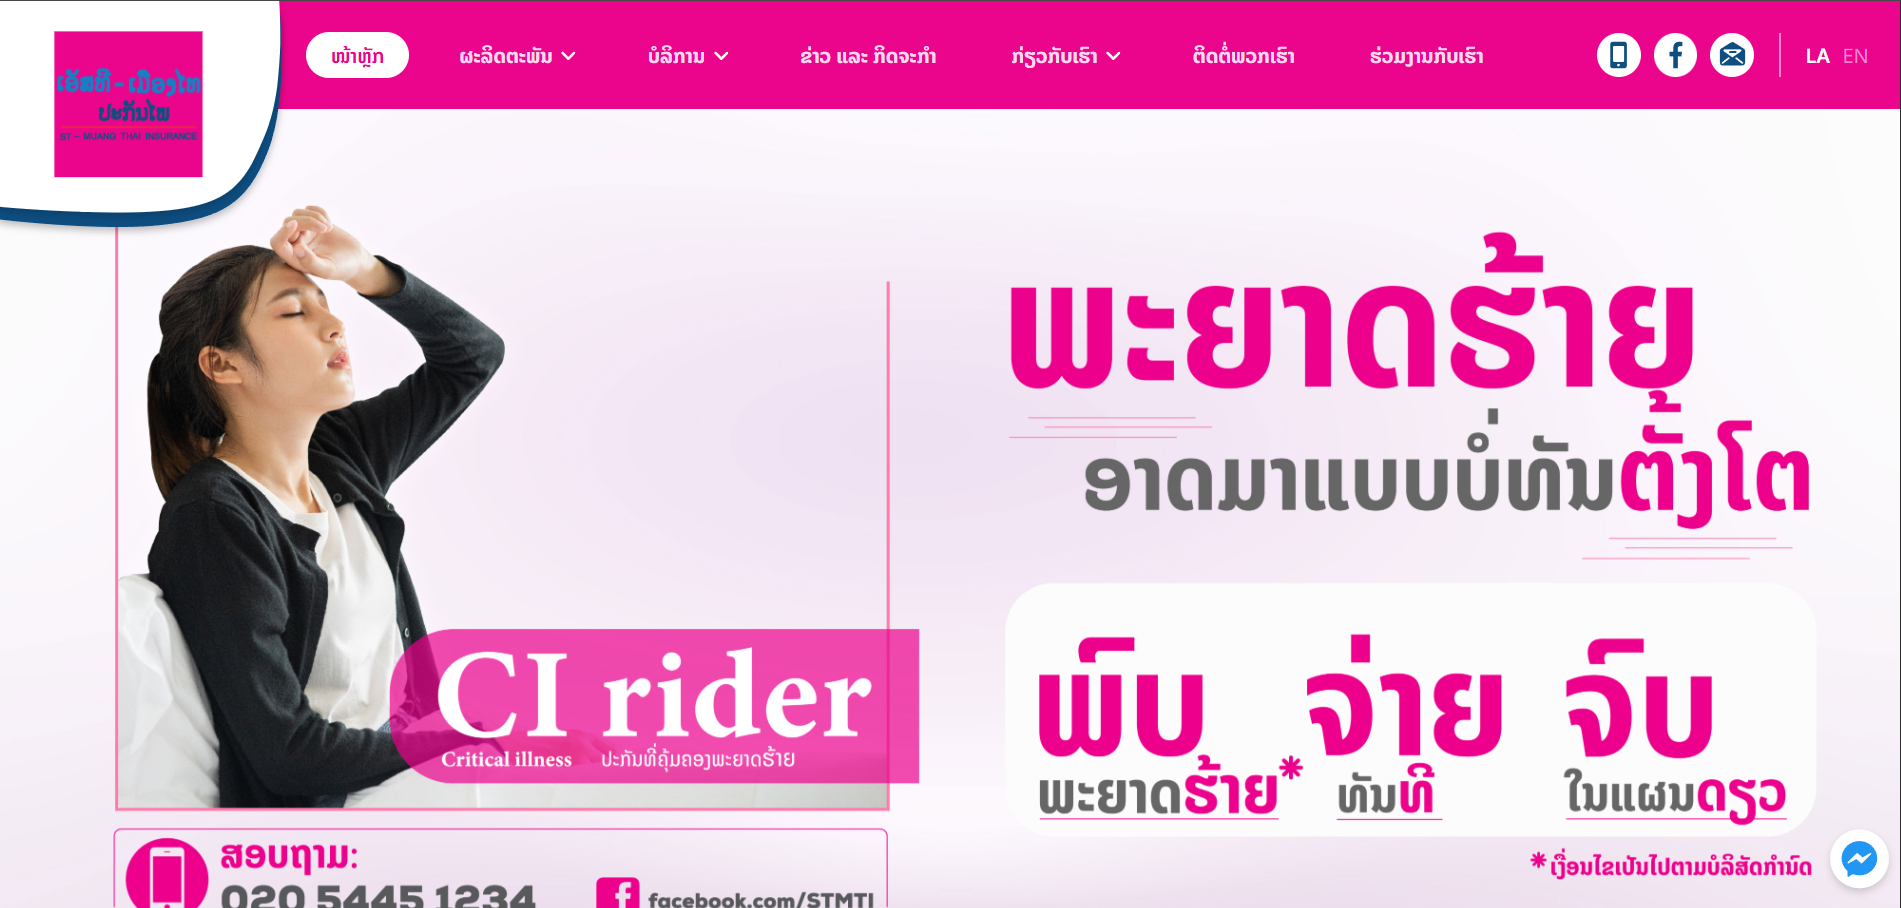 ເອັສທີ - ເມືອງໄທ
ປະກັນໄພ
ST - MUANG THAI INSURANCE
ໜ້າຫຼັກ
ຜະລິດຕະພັນ
ບໍລິການ
ຂ່າວ ແລະ ກິດຈະກຳ
ກ່ຽວກັບເຮົາ
ຕິດຕໍ່ພວກເຮົາ
ຮ່ວມງານກັບເຮົາ
LA EN
ພະຍາດຮ້າຍ
ອາດມາແບບບໍ່ທັນຕັ້ງໂຕ
CI rider
Critical illness ປະກັນທີ່ຄຸ້ມຄອງພະຍາດຮ້າຍ
ພົບ ຈ່າຍ ຈົບ
ພະຍາດຮ້າຍ* ທັນທີ ໃນແຜນດຽວ
*ເງື່ອນໄຂເປັນໄປຕາມບໍລິສັດກຳນົດ
ສອບຖາມ:
020 5445 1234
facebook.com/STMTI